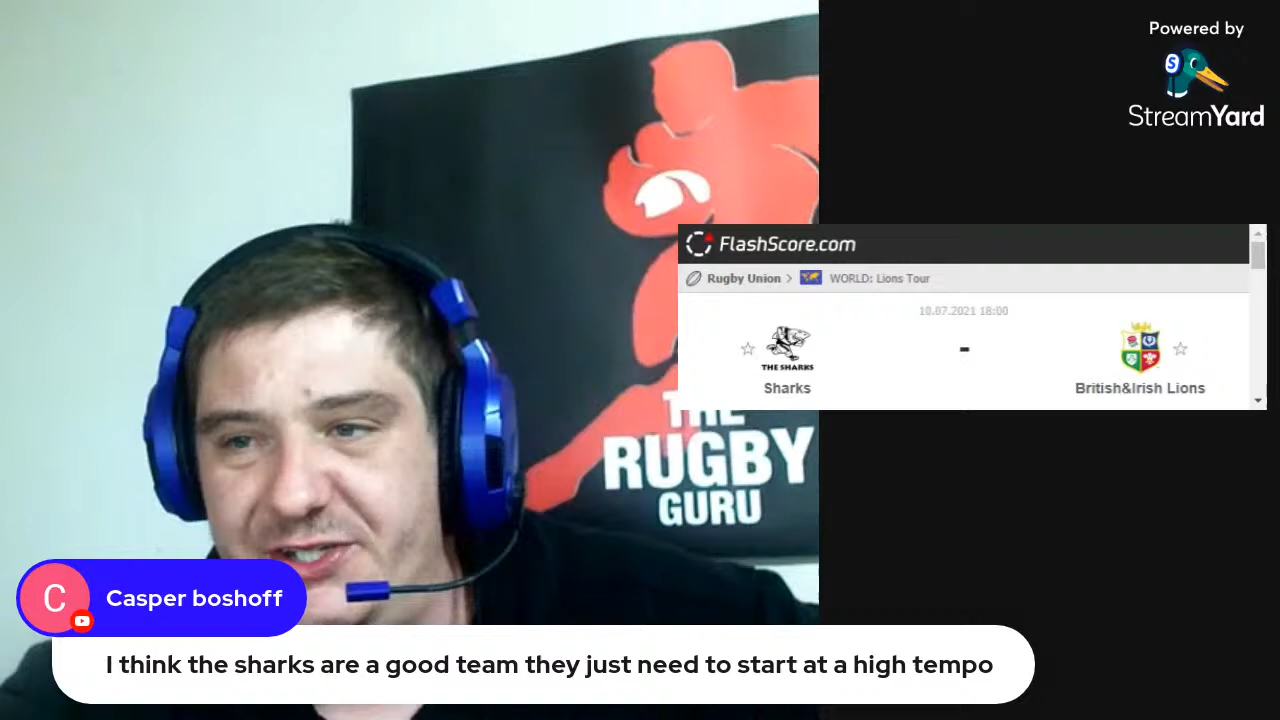 Powered by
StreamYard
FlashScore.com
Rugby Union > WORLD: Lions Tour
10.07.2021 18:00
THE SHARKS
-
Sharks
British&Irish Lions
THE
RUGBY
GURU
C
Casper boshoff
I think the sharks are a good team they just need to start at a high tempo